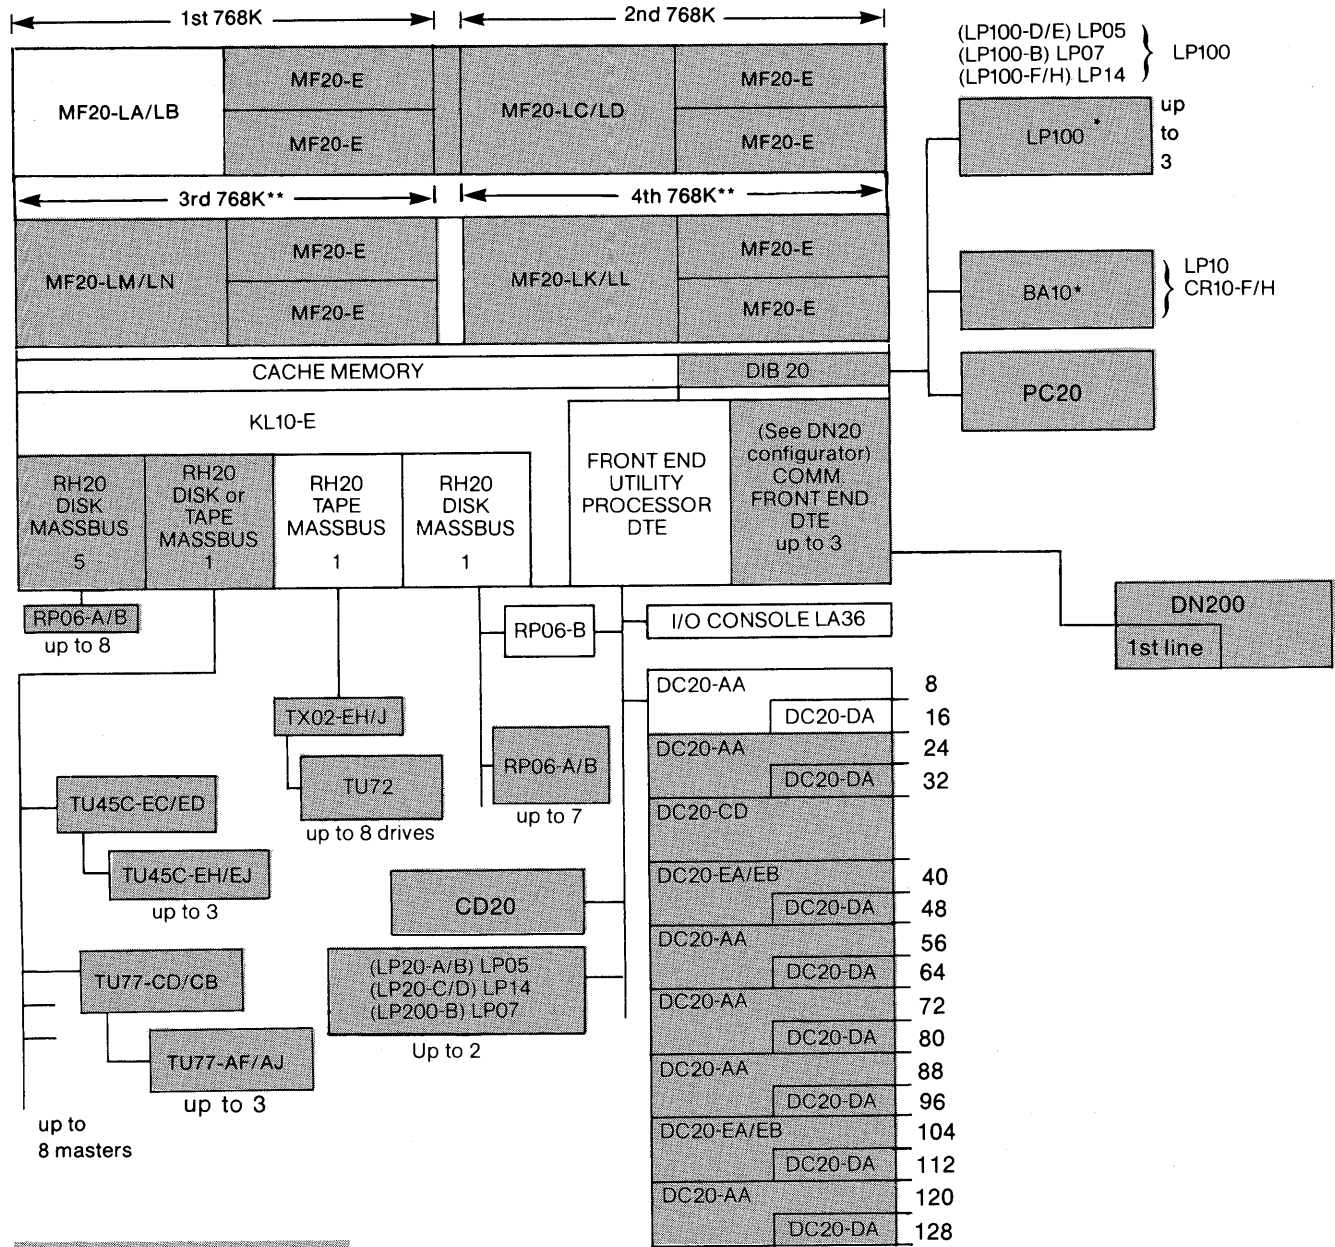 1st 768K
2nd 768K
(LP100-D/E) LP05
(LP100-B) LP07
(LP100-F/H) LP14
LP100
MF20-LA/LB
MF20-E
MF20-E
MF20-LC/LD
MF20-E
MF20-E
LP100 *
up
to
3
3rd 768K**
4th 768K**
MF20-LM/LN
MF20-E
MF20-E
MF20-LK/LL
MF20-E
MF20-E
BA10*
LP10
CR10-F/H
CACHE MEMORY
DIB 20
PC20
KL10-E
RH20
DISK
MASSBUS
5
RH20
DISK or
TAPE
MASSBUS
1
RH20
TAPE
MASSBUS
1
RH20
DISK
MASSBUS
1
FRONT END
UTILITY
PROCESSOR
DTE
(See DN20
configurator)
COMM.
FRONT END
DTE
up to 3
DN200
1st line
RP06-A/B
up to 8
RP06-B
I/O CONSOLE LA36
TX02-EH/J
TU72
up to 8 drives
RP06-A/B
up to 7
TU45C-EC/ED
TU45C-EH/EJ
up to 3
TU77-CD/CB
TU77-AF/AJ
up to 3
up to
8 masters
CD20
(LP20-A/B) LP05
(LP20-C/D) LP14
(LP200-B) LP07
Up to 2
DC20-AA 8
DC20-DA 16
DC20-AA 24
DC20-DA 32
DC20-CD
DC20-EA/EB 40
DC20-DA 48
DC20-AA 56
DC20-DA 64
DC20-AA 72
DC20-DA 80
DC20-AA 88
DC20-DA 96
DC20-EA/EB 104
DC20-DA 112
DC20-AA 120
DC20-DA 128